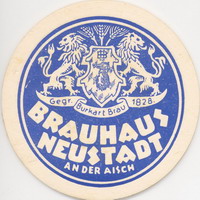 Gegr. 1828.
Burkart Bräu
BRAUHAUS
NEUSTADT
AN DER AISCH